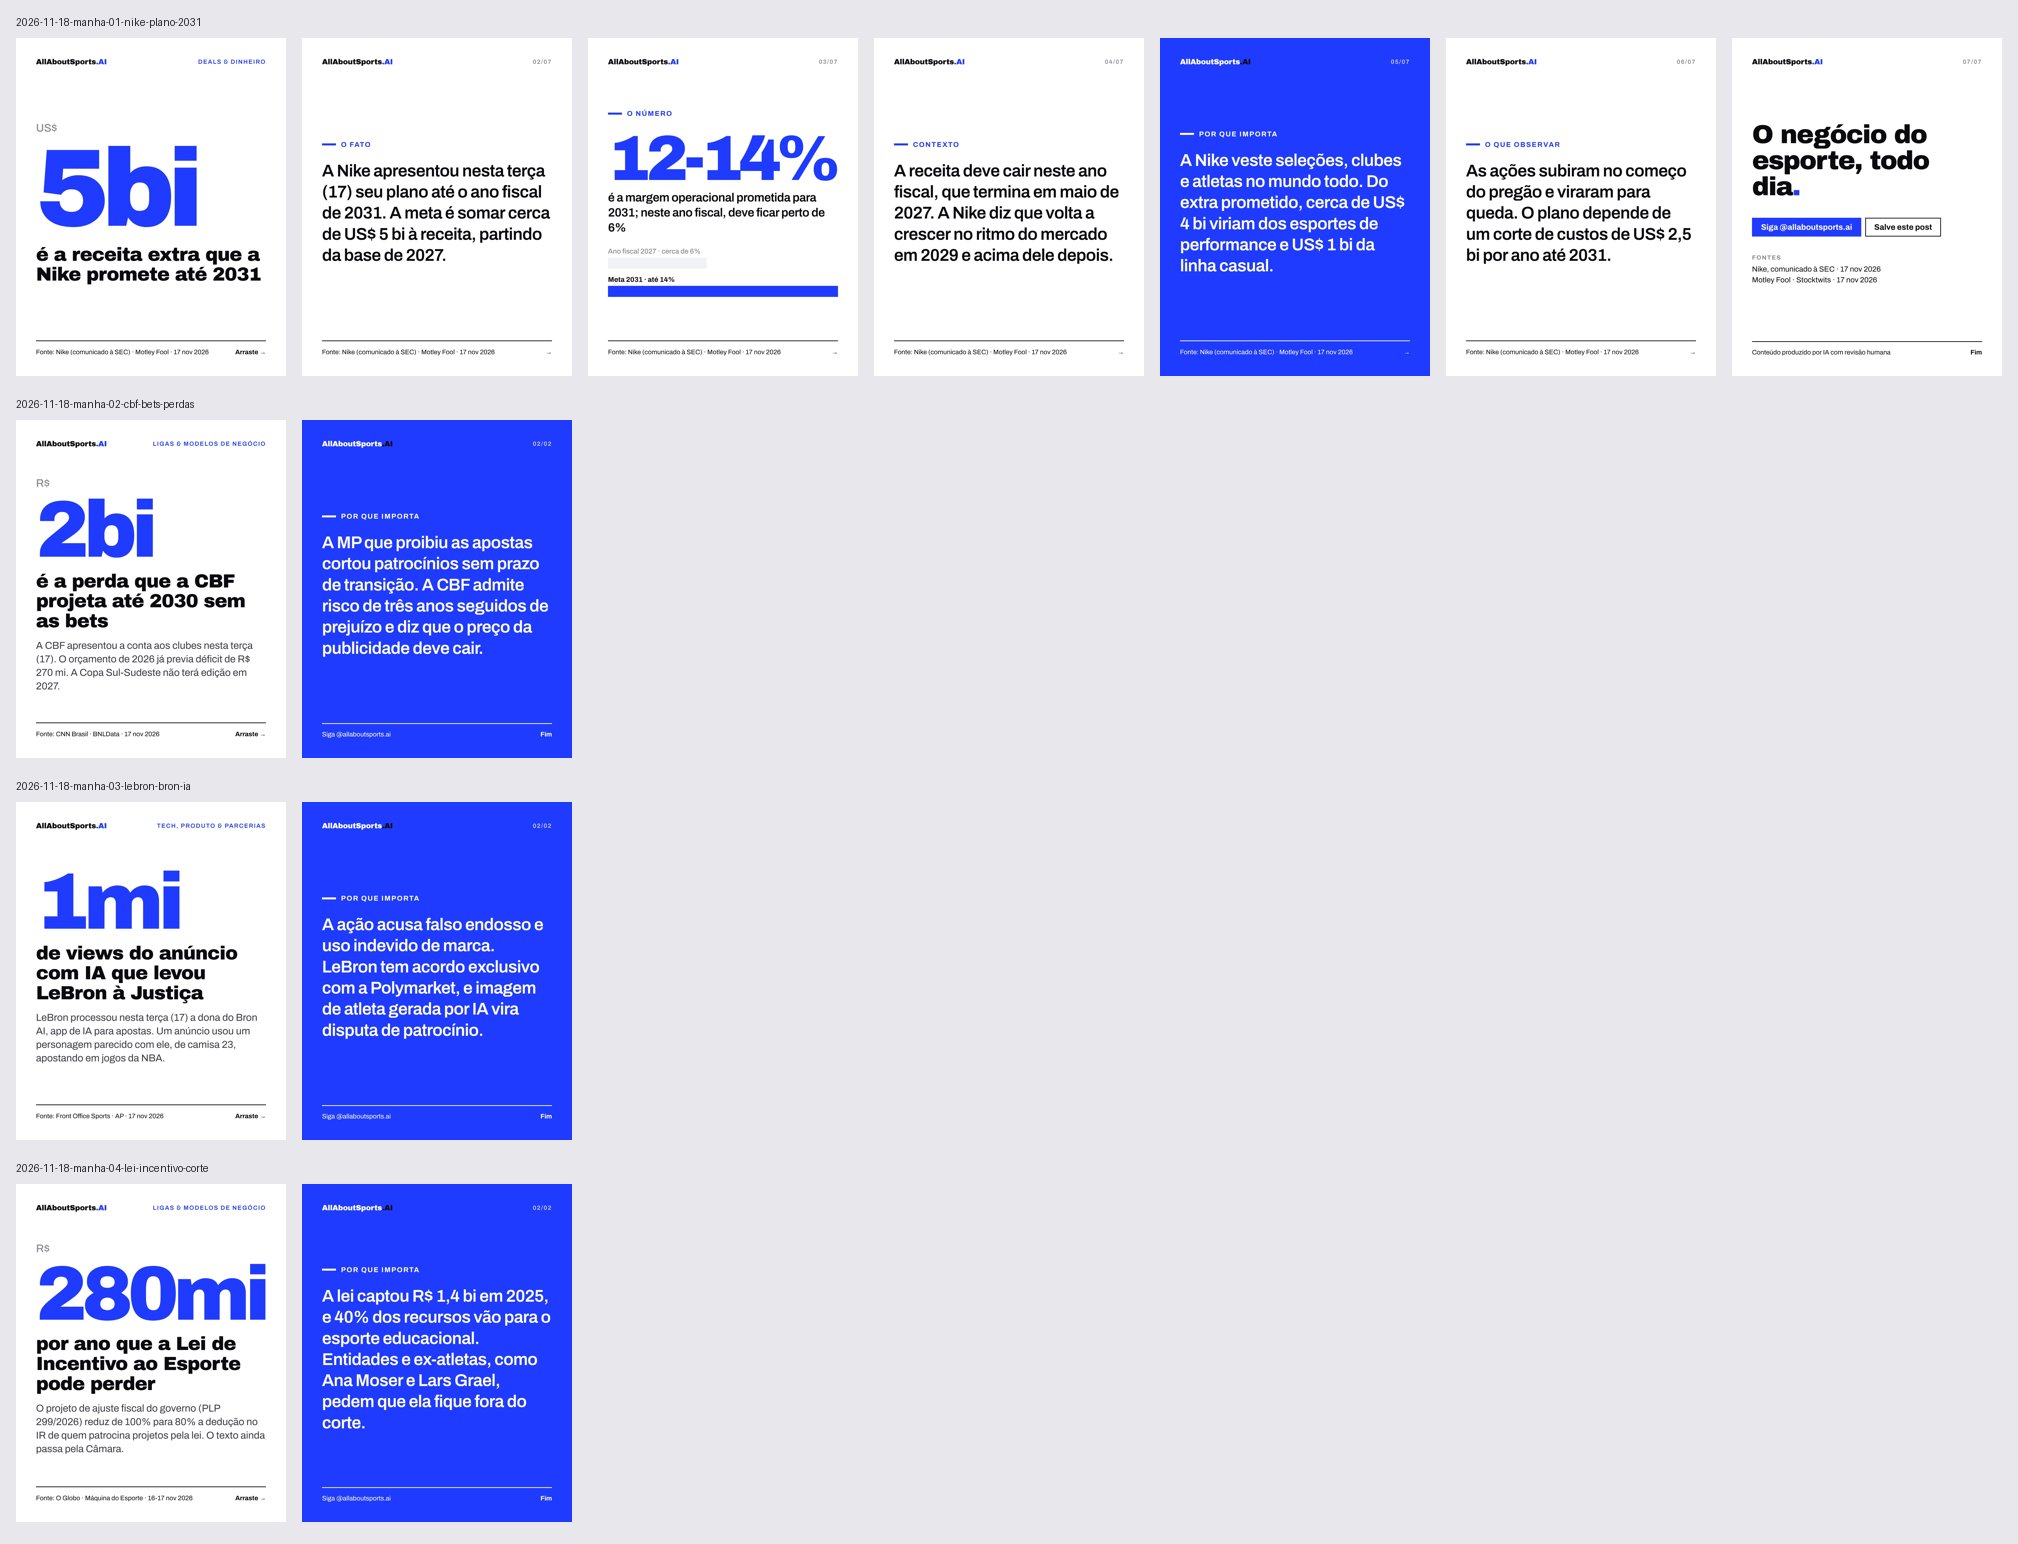 2026-11-18-manha-01-nike-plano-2031
AllAboutSports.AI
DEALS & DINHEIRO
US$
5bi
é a receita extra que a
Nike promete até 2031
Fonte: Nike (comunicado à SEC) · Motley Fool · 17 nov 2026
Arraste →
AllAboutSports.AI
02/07
O FATO
A Nike apresentou nesta terça
(17) seu plano até o ano fiscal
de 2031. A meta é somar cerca
de US$ 5 bi à receita, partindo
da base de 2027.
Fonte: Nike (comunicado à SEC) · Motley Fool · 17 nov 2026
→
AllAboutSports.AI
03/07
O NÚMERO
12-14%
é a margem operacional prometida para
2031; neste ano fiscal, deve ficar perto de
6%
Ano fiscal 2027 · cerca de 6%
Meta 2031 · até 14%
Fonte: Nike (comunicado à SEC) · Motley Fool · 17 nov 2026
→
AllAboutSports.AI
04/07
CONTEXTO
A receita deve cair neste ano
fiscal, que termina em maio de
2027. A Nike diz que volta a
crescer no ritmo do mercado
em 2029 e acima dele depois.
Fonte: Nike (comunicado à SEC) · Motley Fool · 17 nov 2026
→
AllAboutSports.AI
05/07
POR QUE IMPORTA
A Nike veste seleções, clubes
e atletas no mundo todo. Do
extra prometido, cerca de US$
4 bi viriam dos esportes de
performance e US$ 1 bi da
linha casual.
Fonte: Nike (comunicado à SEC) · Motley Fool · 17 nov 2026
→
AllAboutSports.AI
06/07
O QUE OBSERVAR
As ações subiram no começo
do pregão e viraram para
queda. O plano depende de
um corte de custos de US$ 2,5
bi por ano até 2031.
Fonte: Nike (comunicado à SEC) · Motley Fool · 17 nov 2026
→
AllAboutSports.AI
07/07
O negócio do
esporte, todo
dia.
Siga @allaboutsports.ai
Salve este post
FONTES
Nike, comunicado à SEC · 17 nov 2026
Motley Fool · Stocktwits · 17 nov 2026
Conteúdo produzido por IA com revisão humana
Fim
2026-11-18-manha-02-cbf-bets-perdas
AllAboutSports.AI
LIGAS & MODELOS DE NEGÓCIO
R$
2bi
é a perda que a CBF
projeta até 2030 sem
as bets
A CBF apresentou a conta aos clubes nesta terça
(17). O orçamento de 2026 já previa déficit de R$
270 mi. A Copa Sul-Sudeste não terá edição em
2027.
Fonte: CNN Brasil · BNLData · 17 nov 2026
Arraste →
AllAboutSports.AI
02/02
POR QUE IMPORTA
A MP que proibiu as apostas
cortou patrocínios sem prazo
de transição. A CBF admite
risco de três anos seguidos de
prejuízo e diz que o preço da
publicidade deve cair.
Siga @allaboutsports.ai
Fim
2026-11-18-manha-03-lebron-bron-ia
AllAboutSports.AI
TECH, PRODUTO & PARCERIAS
1mi
de views do anúncio
com IA que levou
LeBron à Justiça
LeBron processou nesta terça (17) a dona do Bron
AI, app de IA para apostas. Um anúncio usou um
personagem parecido com ele, de camisa 23,
apostando em jogos da NBA.
Fonte: Front Office Sports · AP · 17 nov 2026
Arraste →
AllAboutSports.AI
02/02
POR QUE IMPORTA
A ação acusa falso endosso e
uso indevido de marca.
LeBron tem acordo exclusivo
com a Polymarket, e imagem
de atleta gerada por IA vira
disputa de patrocínio.
Siga @allaboutsports.ai
Fim
2026-11-18-manha-04-lei-incentivo-corte
AllAboutSports.AI
LIGAS & MODELOS DE NEGÓCIO
R$
280mi
por ano que a Lei de
Incentivo ao Esporte
pode perder
O projeto de ajuste fiscal do governo (PLP
299/2026) reduz de 100% para 80% a dedução no
IR de quem patrocina projetos pela lei. O texto ainda
passa pela Câmara.
Fonte: O Globo · Máquina do Esporte · 16-17 nov 2026
Arraste →
AllAboutSports.AI
02/02
POR QUE IMPORTA
A lei captou R$ 1,4 bi em 2025,
e 40% dos recursos vão para o
esporte educacional.
Entidades e ex-atletas, como
Ana Moser e Lars Grael,
pedem que ela fique fora do
corte.
Siga @allaboutsports.ai
Fim